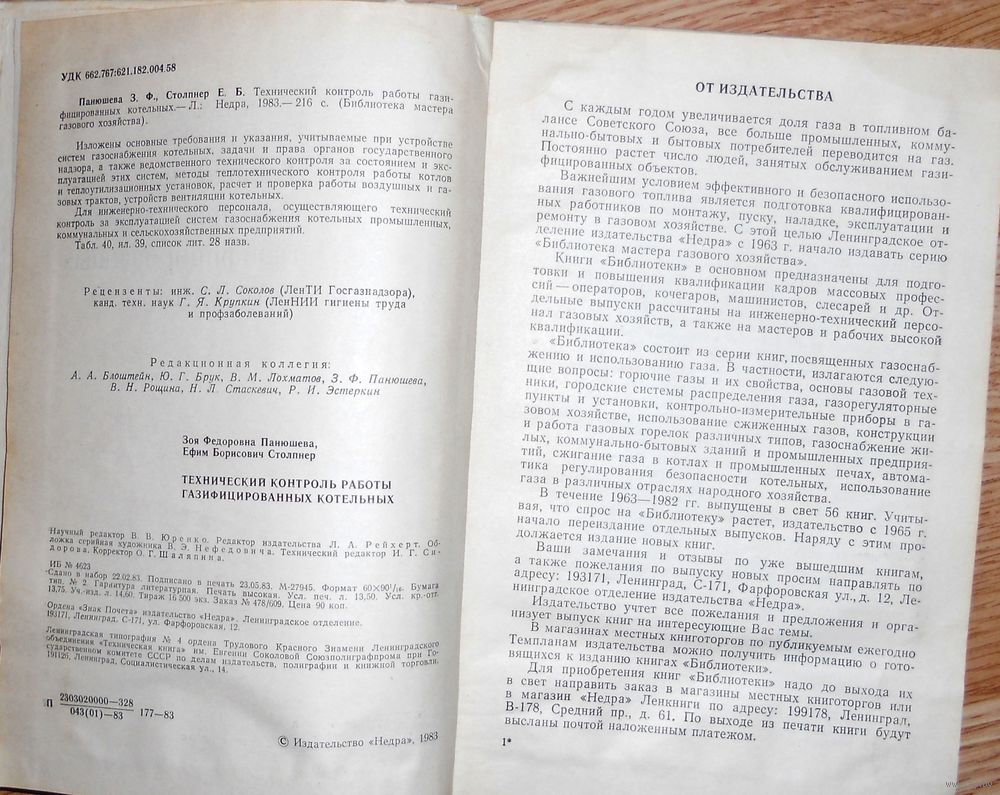 УДК 662.767:621.182.004.58
Панюшева З. Ф., Столпнер Е. Б. Технический контроль работы гази-
фицированных котельных.— Л.: Недра, 1983.— 216 с. (Библиотека мастера
газового хозяйства).
Изложены основные требования и указания, учитываемые при устройстве
систем газоснабжения котельных, задачи и права органов государственного
надзора, а также ведомственного технического контроля за состоянием и экс-
плуатацией этих систем, методы теплотехнического контроля работы котлов
и теплоутилизационных установок, расчет и проверка работы воздушных и га-
зовых трактов, устройств вентиляции котельных.
Для инженерно-технического персонала, осуществляющего технический
контроль за эксплуатацией систем газоснабжения котельных промышленных,
коммунальных и сельскохозяйственных предприятий.
Табл. 40, ил. 39, список лит. 28 назв.
Рецензенты: инж. С. Л. Соколов (ЛенТИ Госгазнадзора),
канд. техн. наук Г. Я. Крупкин (ЛенНИИ гигиены труда
и профзаболеваний)
Редакционная коллегия:
А. А. Блоштейн, Ю. Г. Брук, В. М. Лохматов, З. Ф. Панюшева,
В. Н. Рощина, Н. Л. Стаскевич, Р. И. Эстеркин
Зоя Федоровна Панюшева,
Ефим Борисович Столпнер
ТЕХНИЧЕСКИЙ КОНТРОЛЬ РАБОТЫ
ГАЗИФИЦИРОВАННЫХ КОТЕЛЬНЫХ
Научный редактор В. В. Юренко. Редактор издательства Л. А. Рейхерт. Об-
ложка серийная художника В. Э. Нефедовича. Технический редактор И. Г. Си-
дорова. Корректор О. Г. Шаляпина.
ИБ № 4623
Сдано в набор 22.02.83. Подписано в печать 23.05.83. М-27945. Формат 60×90¹/₁₆. Бумага
тип. № 2. Гарнитура литературная. Печать высокая. Усл. печ. л. 13,50. Усл. кр.-отт.
13,75. Уч.-изд. л. 14,60. Тираж 16 500 экз. Заказ № 478/609. Цена 90 коп.
Ордена «Знак Почета» издательство «Недра». Ленинградское отделение.
193171, Ленинград, С-171, ул. Фарфоровская, 12.
Ленинградская типография № 4 ордена Трудового Красного Знамени Ленинградского
объединения «Техническая книга» им. Евгении Соколовой Союзполиграфпрома при Го-
сударственном комитете СССР по делам издательств, полиграфии и книжной торговли.
191126, Ленинград, Социалистическая ул., 14.
П 2303020000—328
043(01)—83 177—83
© Издательство «Недра», 1983
ОТ ИЗДАТЕЛЬСТВА
С каждым годом увеличивается доля газа в топливном ба-
лансе Советского Союза, все больше промышленных, комму-
нально-бытовых и бытовых потребителей переводится на газ.
Постоянно растет число людей, занятых обслуживанием гази-
фицированных объектов.
Важнейшим условием эффективного и безопасного использо-
вания газового топлива является подготовка квалифицирован-
ных работников по монтажу, пуску, наладке, эксплуатации и
ремонту в газовом хозяйстве. С этой целью Ленинградское от-
деление издательства «Недра» с 1963 г. начало издавать серию
«Библиотека мастера газового хозяйства».
Книги «Библиотеки» в основном предназначены для подго-
товки и повышения квалификации кадров массовых профес-
сий — операторов, кочегаров, машинистов, слесарей и др. От-
дельные выпуски рассчитаны на инженерно-технический персо-
нал газовых хозяйств, а также на мастеров и рабочих высокой
квалификации.
«Библиотека» состоит из серии книг, посвященных газоснаб-
жению и использованию газа. В частности, излагаются следую-
щие вопросы: горючие газы и их свойства, основы газовой тех-
ники, городские системы распределения газа, газорегуляторные
пункты и установки, контрольно-измерительные приборы в га-
зовом хозяйстве, использование сжиженных газов, конструкции
и работа газовых горелок различных типов, газоснабжение жи-
лых, коммунально-бытовых зданий и промышленных предприя-
тий, сжигание газа в котлах и промышленных печах, автома-
тика регулирования безопасности котельных, использование
газа в различных отраслях народного хозяйства.
В течение 1963—1982 гг. выпущены в свет 56 книг. Учиты-
вая, что спрос на «Библиотеку» растет, издательство с 1965 г.
начало переиздание отдельных выпусков. Наряду с этим про-
должается издание новых книг.
Ваши замечания и отзывы по уже вышедшим книгам,
а также пожелания по выпуску новых просим направлять по
адресу: 193171, Ленинград, С-171, Фарфоровская ул., д. 12, Ле-
нинградское отделение издательства «Недра».
Издательство учтет все пожелания и предложения и орга-
низует выпуск книг на интересующие Вас темы.
В магазинах местных книготоргов по публикуемым ежегодно
Темпланам издательства можно получить информацию о гото-
вящихся к изданию книгах «Библиотеки».
Для приобретения книг «Библиотеки» надо до выхода их
в свет направить заказ в магазины местных книготоргов или
в магазин «Недра» Ленкниги по адресу: 199178, Ленинград,
В-178, Средний пр., д. 61. По выходе из печати книги будут
высланы почтой наложенным платежом.
1*